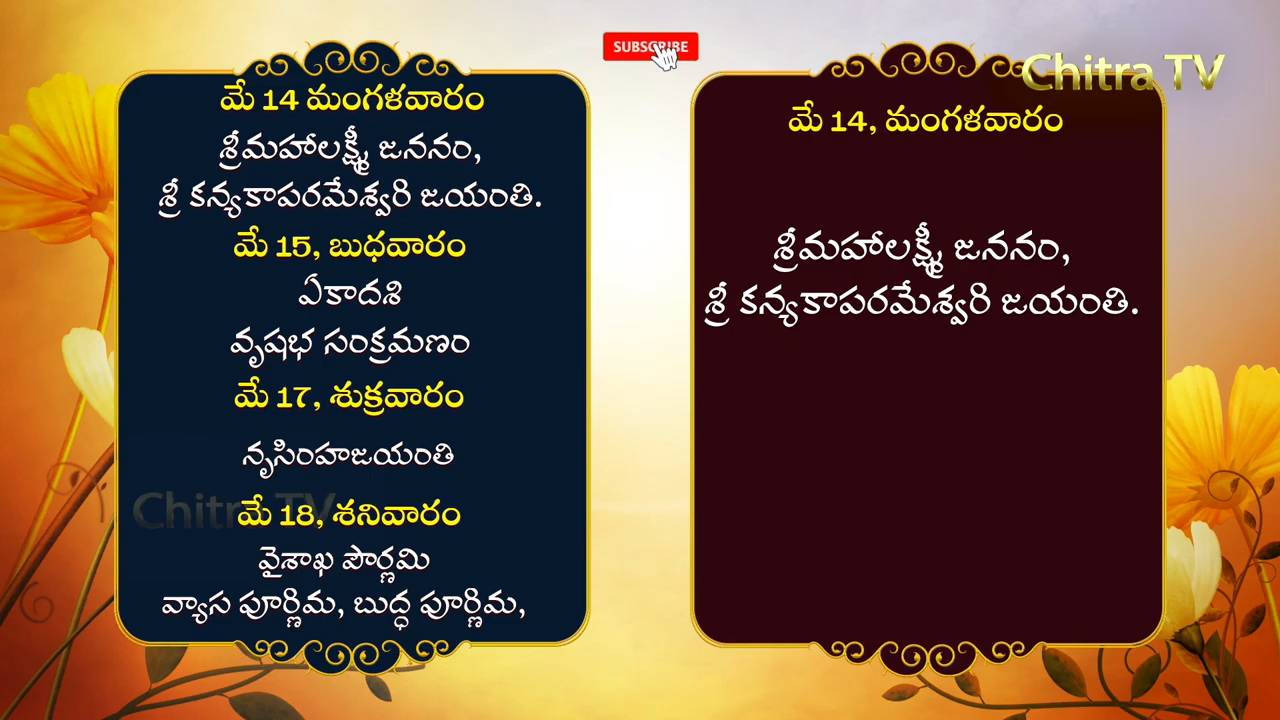 SUBSCRIBE
Chitra TV
మే 14 మంగళవారం
శ్రీమహాలక్ష్మీ జననం,
శ్రీ కన్యకాపరమేశ్వరి జయంతి.
మే 15, బుధవారం
ఏకాదశి
వృషభ సంక్రమణం
మే 17, శుక్రవారం
నృసింహజయంతి
Chitra TV
మే 18, శనివారం
వైశాఖ పౌర్ణమి
వ్యాస పూర్ణిమ, బుద్ధ పూర్ణిమ,
మే 14, మంగళవారం
శ్రీమహాలక్ష్మీ జననం,
శ్రీ కన్యకాపరమేశ్వరి జయంతి.